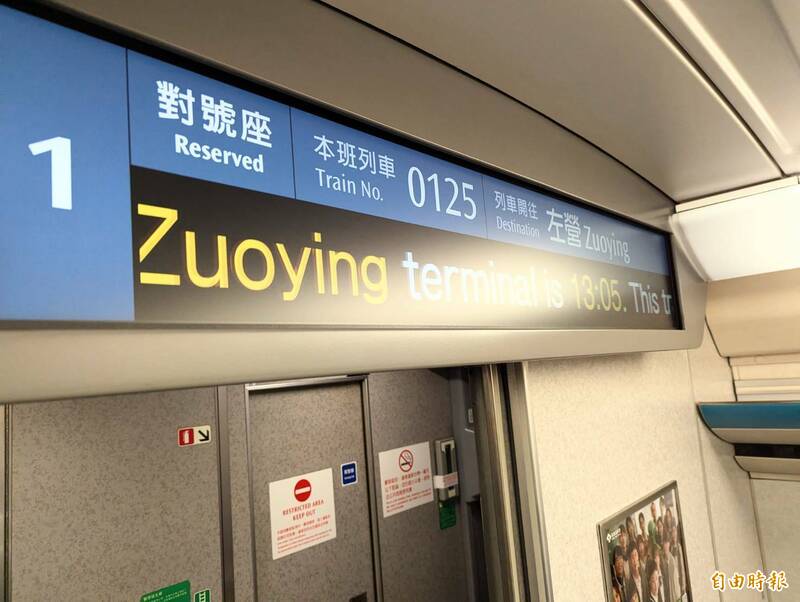 1
對號座
Reserved
本班列車
Train No.
0125
列車開往
Destination
左營 Zuoying
Zuoying terminal is 13:05. This tr
RESTRICTED AREA
KEEP OUT
自由時報